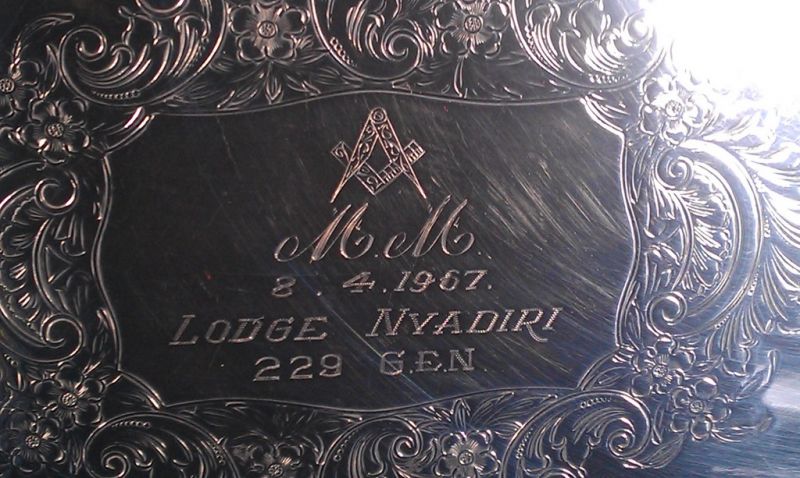 M.M.
8.4.1967.
LODGE NYADIRI
229 G.E.N